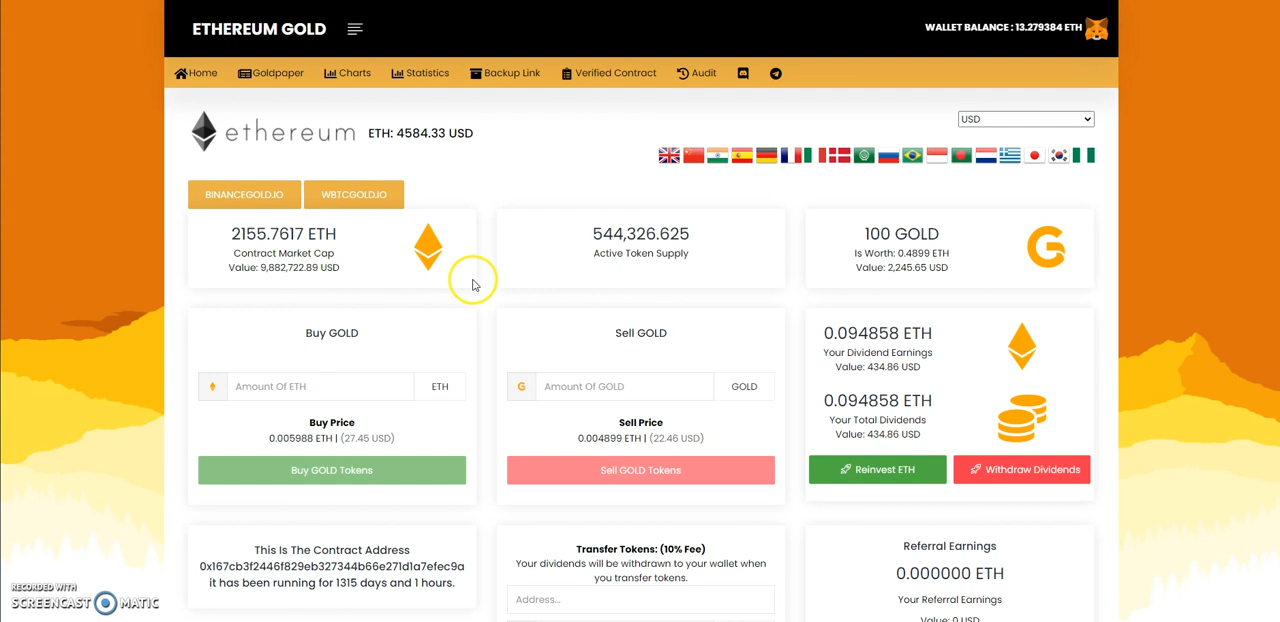 ETHEREUM GOLD
WALLET BALANCE : 13.279384 ETH
Home Goldpaper Charts Statistics Backup Link Verified Contract Audit
ethereum ETH: 4584.33 USD
USD
BINANCEGOLD.IO WBTCGOLD.IO
2155.7617 ETH
Contract Market Cap
Value: 9,882,722.89 USD
544,326.625
Active Token Supply
100 GOLD
Is Worth: 0.4899 ETH
Value: 2,245.65 USD
Buy GOLD
Amount Of ETH ETH
Buy Price
0.005988 ETH | (27.45 USD)
Buy GOLD Tokens
Sell GOLD
Amount Of GOLD GOLD
Sell Price
0.004899 ETH | (22.46 USD)
Sell GOLD Tokens
0.094858 ETH
Your Dividend Earnings
Value: 434.86 USD
0.094858 ETH
Your Total Dividends
Value: 434.86 USD
Reinvest ETH Withdraw Dividends
This Is The Contract Address
0x167cb3f2446f829eb327344b66e271d1a7efec9a
it has been running for 1315 days and 1 hours.
Transfer Tokens: (10% Fee)
Your dividends will be withdrawn to your wallet when
you transfer tokens.
Address...
Referral Earnings
0.000000 ETH
Your Referral Earnings
Value: 0 USD
RECORDED WITH
SCREENCAST MATIC